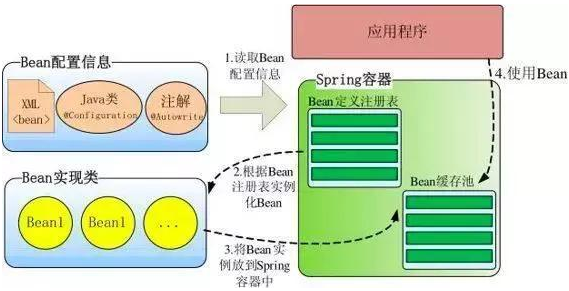 应用程序
Bean配置信息
XML
<bean>
Java类
@Configuration
注解
@Autowrite
1.读取Bean
配置信息
Spring容器
4.使用Bean
Bean定义注册表
2.根据Bean
注册表实例
化Bean
Bean实现类
Bean1
Bean1
...
Bean缓存池
3.将Bean实
例放到Spring
容器中